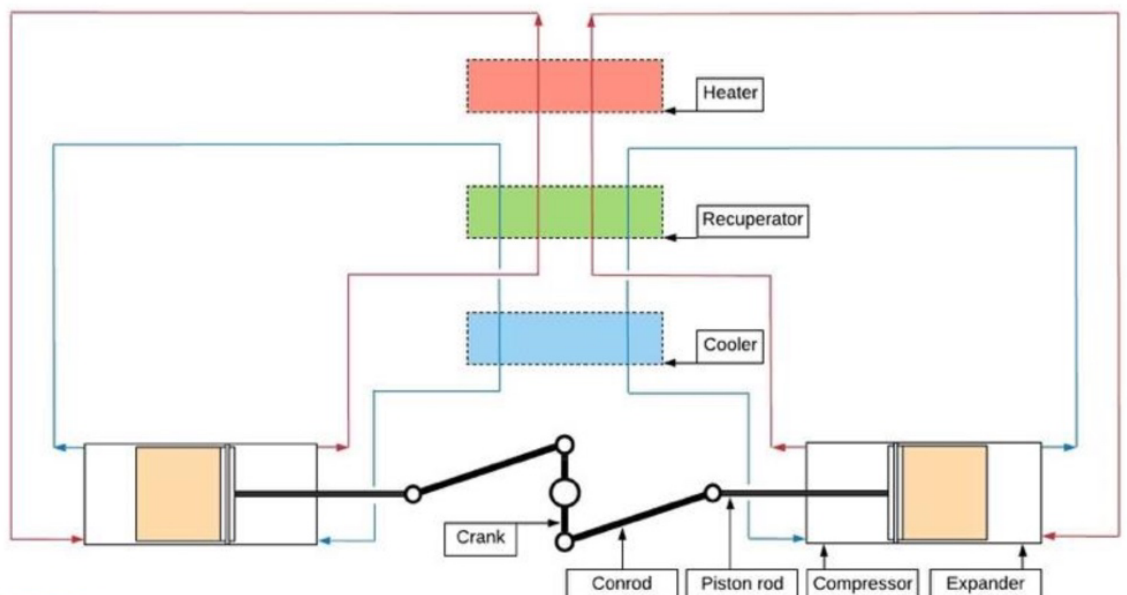 Heater
Recuperator
Cooler
Crank
Conrod
Piston rod
Compressor
Expander